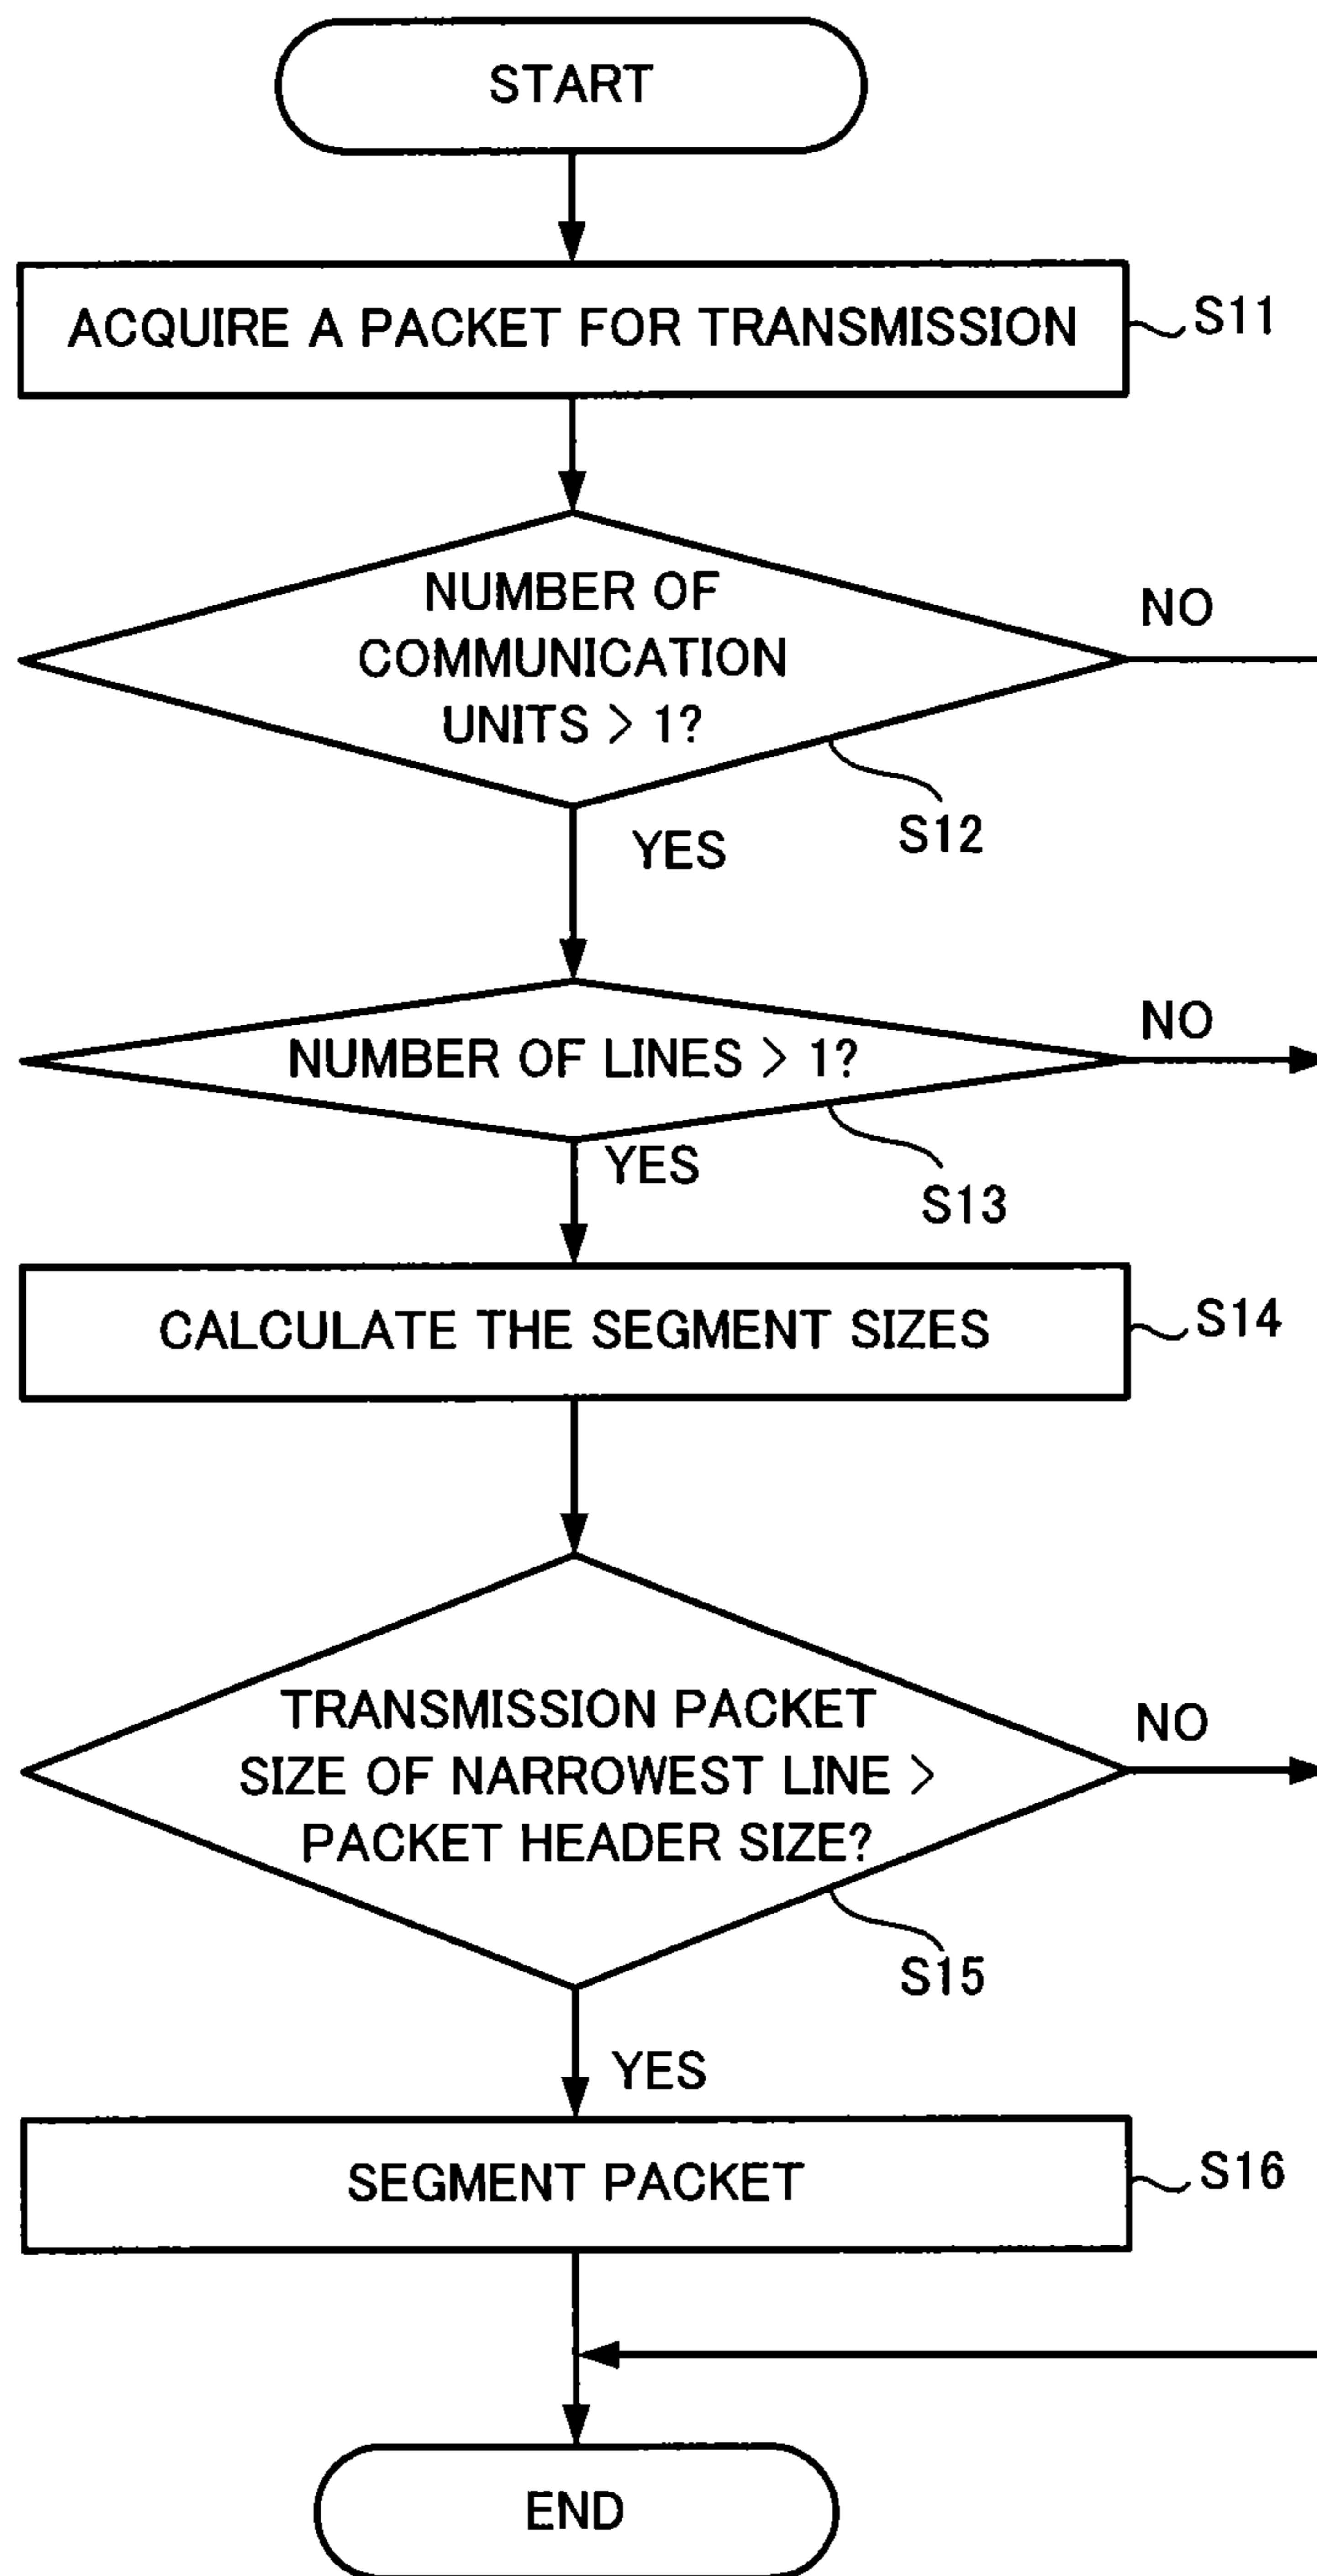 START
ACQUIRE A PACKET FOR TRANSMISSION
S11
NUMBER OF
COMMUNICATION
UNITS > 1?
NO
S12
YES
NUMBER OF LINES > 1?
NO
YES
S13
CALCULATE THE SEGMENT SIZES
S14
TRANSMISSION PACKET
SIZE OF NARROWEST LINE >
PACKET HEADER SIZE?
NO
S15
YES
SEGMENT PACKET
S16
END